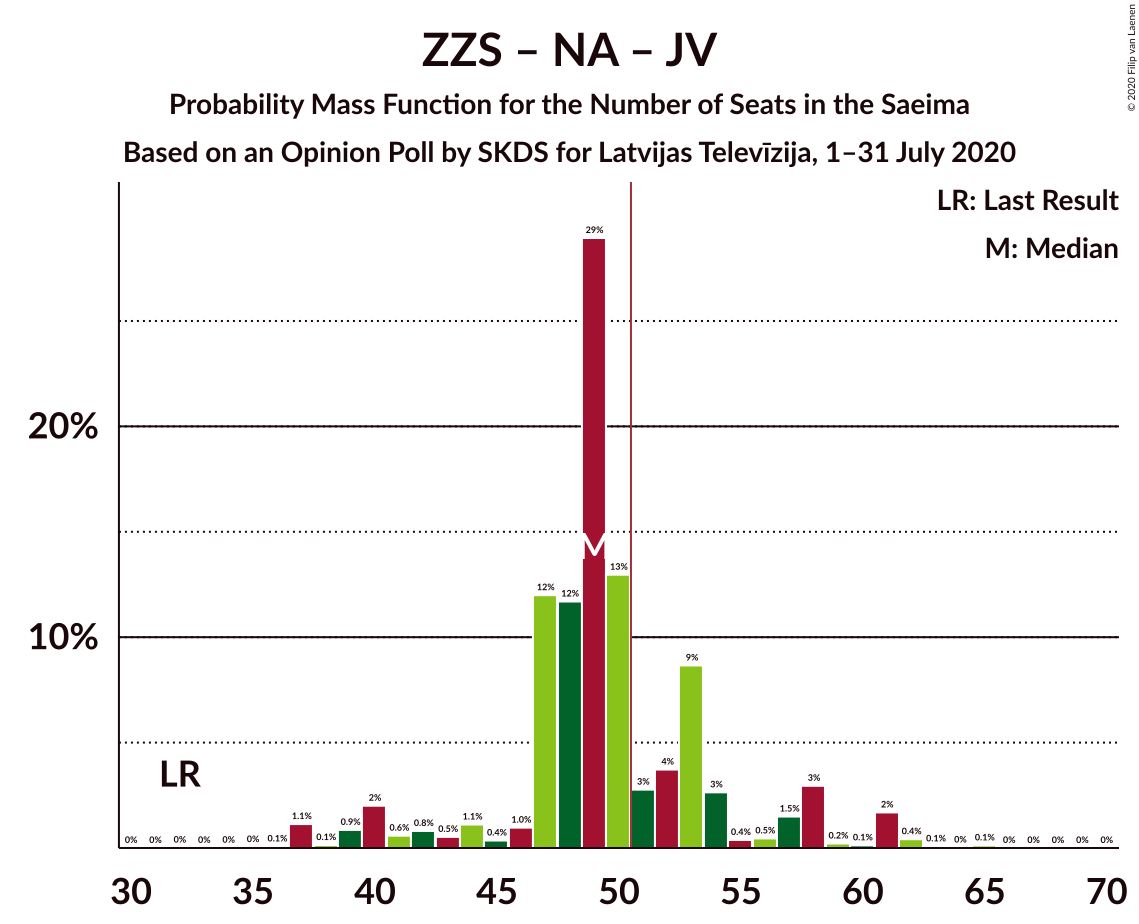 ZZS – NA – JV
Probability Mass Function for the Number of Seats in the Saeima
Based on an Opinion Poll by SKDS for Latvijas Televīzija, 1–31 July 2020
© 2020 Filip van Laenen
LR: Last Result
M: Median
20%
10%
LR
M
0% 0% 0% 0% 0% 0% 0.1% 1.1% 0.1% 0.9% 2% 0.6% 0.8% 0.5% 1.1% 0.4% 1.0% 12% 12% 29% 13% 3% 4% 9% 3% 0.4% 0.5% 1.5% 3% 0.2% 0.1% 2% 0.4% 0.1% 0% 0.1% 0% 0% 0% 0% 0%
30 35 40 45 50 55 60 65 70